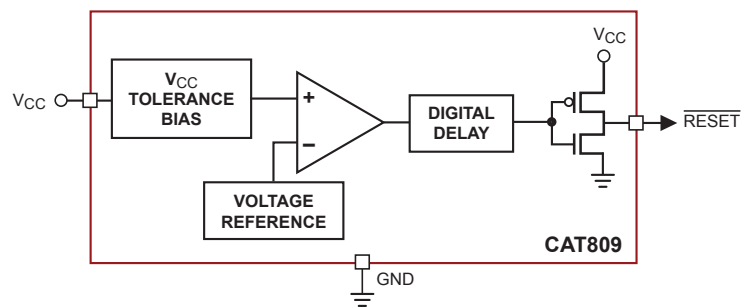 VCC
VCC
TOLERANCE
BIAS
+
−
VOLTAGE
REFERENCE
DIGITAL
DELAY
VCC
RESET
CAT809
GND